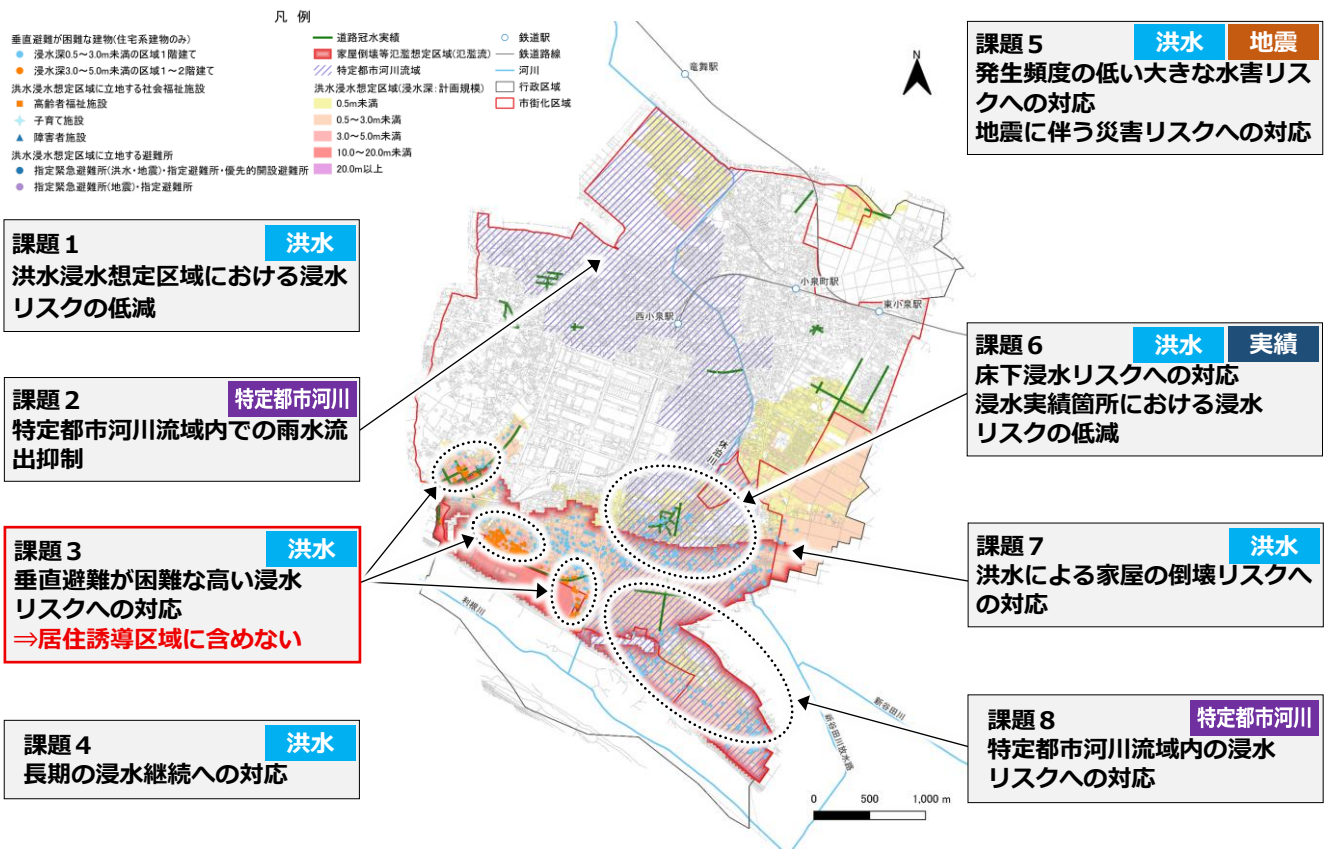 凡 例
垂直避難が困難な建物(住宅系建物のみ)
浸水深0.5～3.0m未満の区域1階建て
浸水深3.0～5.0m未満の区域1～2階建て
洪水浸水想定区域に立地する社会福祉施設
高齢者福祉施設
子育て施設
障害者施設
洪水浸水想定区域に立地する避難所
指定緊急避難所(洪水・地震)・指定避難所・優先的開設避難所
指定緊急避難所(地震)・指定避難所
道路冠水実績
家屋倒壊等氾濫想定区域(氾濫流)
特定都市河川流域
洪水浸水想定区域(浸水深:計画規模)
0.5m未満
0.5～3.0m未満
3.0～5.0m未満
10.0～20.0m未満
20.0m以上
鉄道駅
鉄道路線
河川
行政区域
市街化区域
課題1
洪水
洪水浸水想定区域における浸水
リスクの低減
課題2
特定都市河川
特定都市河川流域内での雨水流
出抑制
課題3
洪水
垂直避難が困難な高い浸水
リスクへの対応
⇒居住誘導区域に含めない
課題4
洪水
長期の浸水継続への対応
竜舞駅
小泉町駅
東小泉駅
西小泉駅
休泊川
利根川
新谷田川
新谷田川放水路
N
0 500 1,000 m
課題5
洪水 地震
発生頻度の低い大きな水害リス
クへの対応
地震に伴う災害リスクへの対応
課題6
洪水 実績
床下浸水リスクへの対応
浸水実績箇所における浸水
リスクの低減
課題7
洪水
洪水による家屋の倒壊リスクへ
の対応
課題8
特定都市河川
特定都市河川流域内の浸水
リスクへの対応